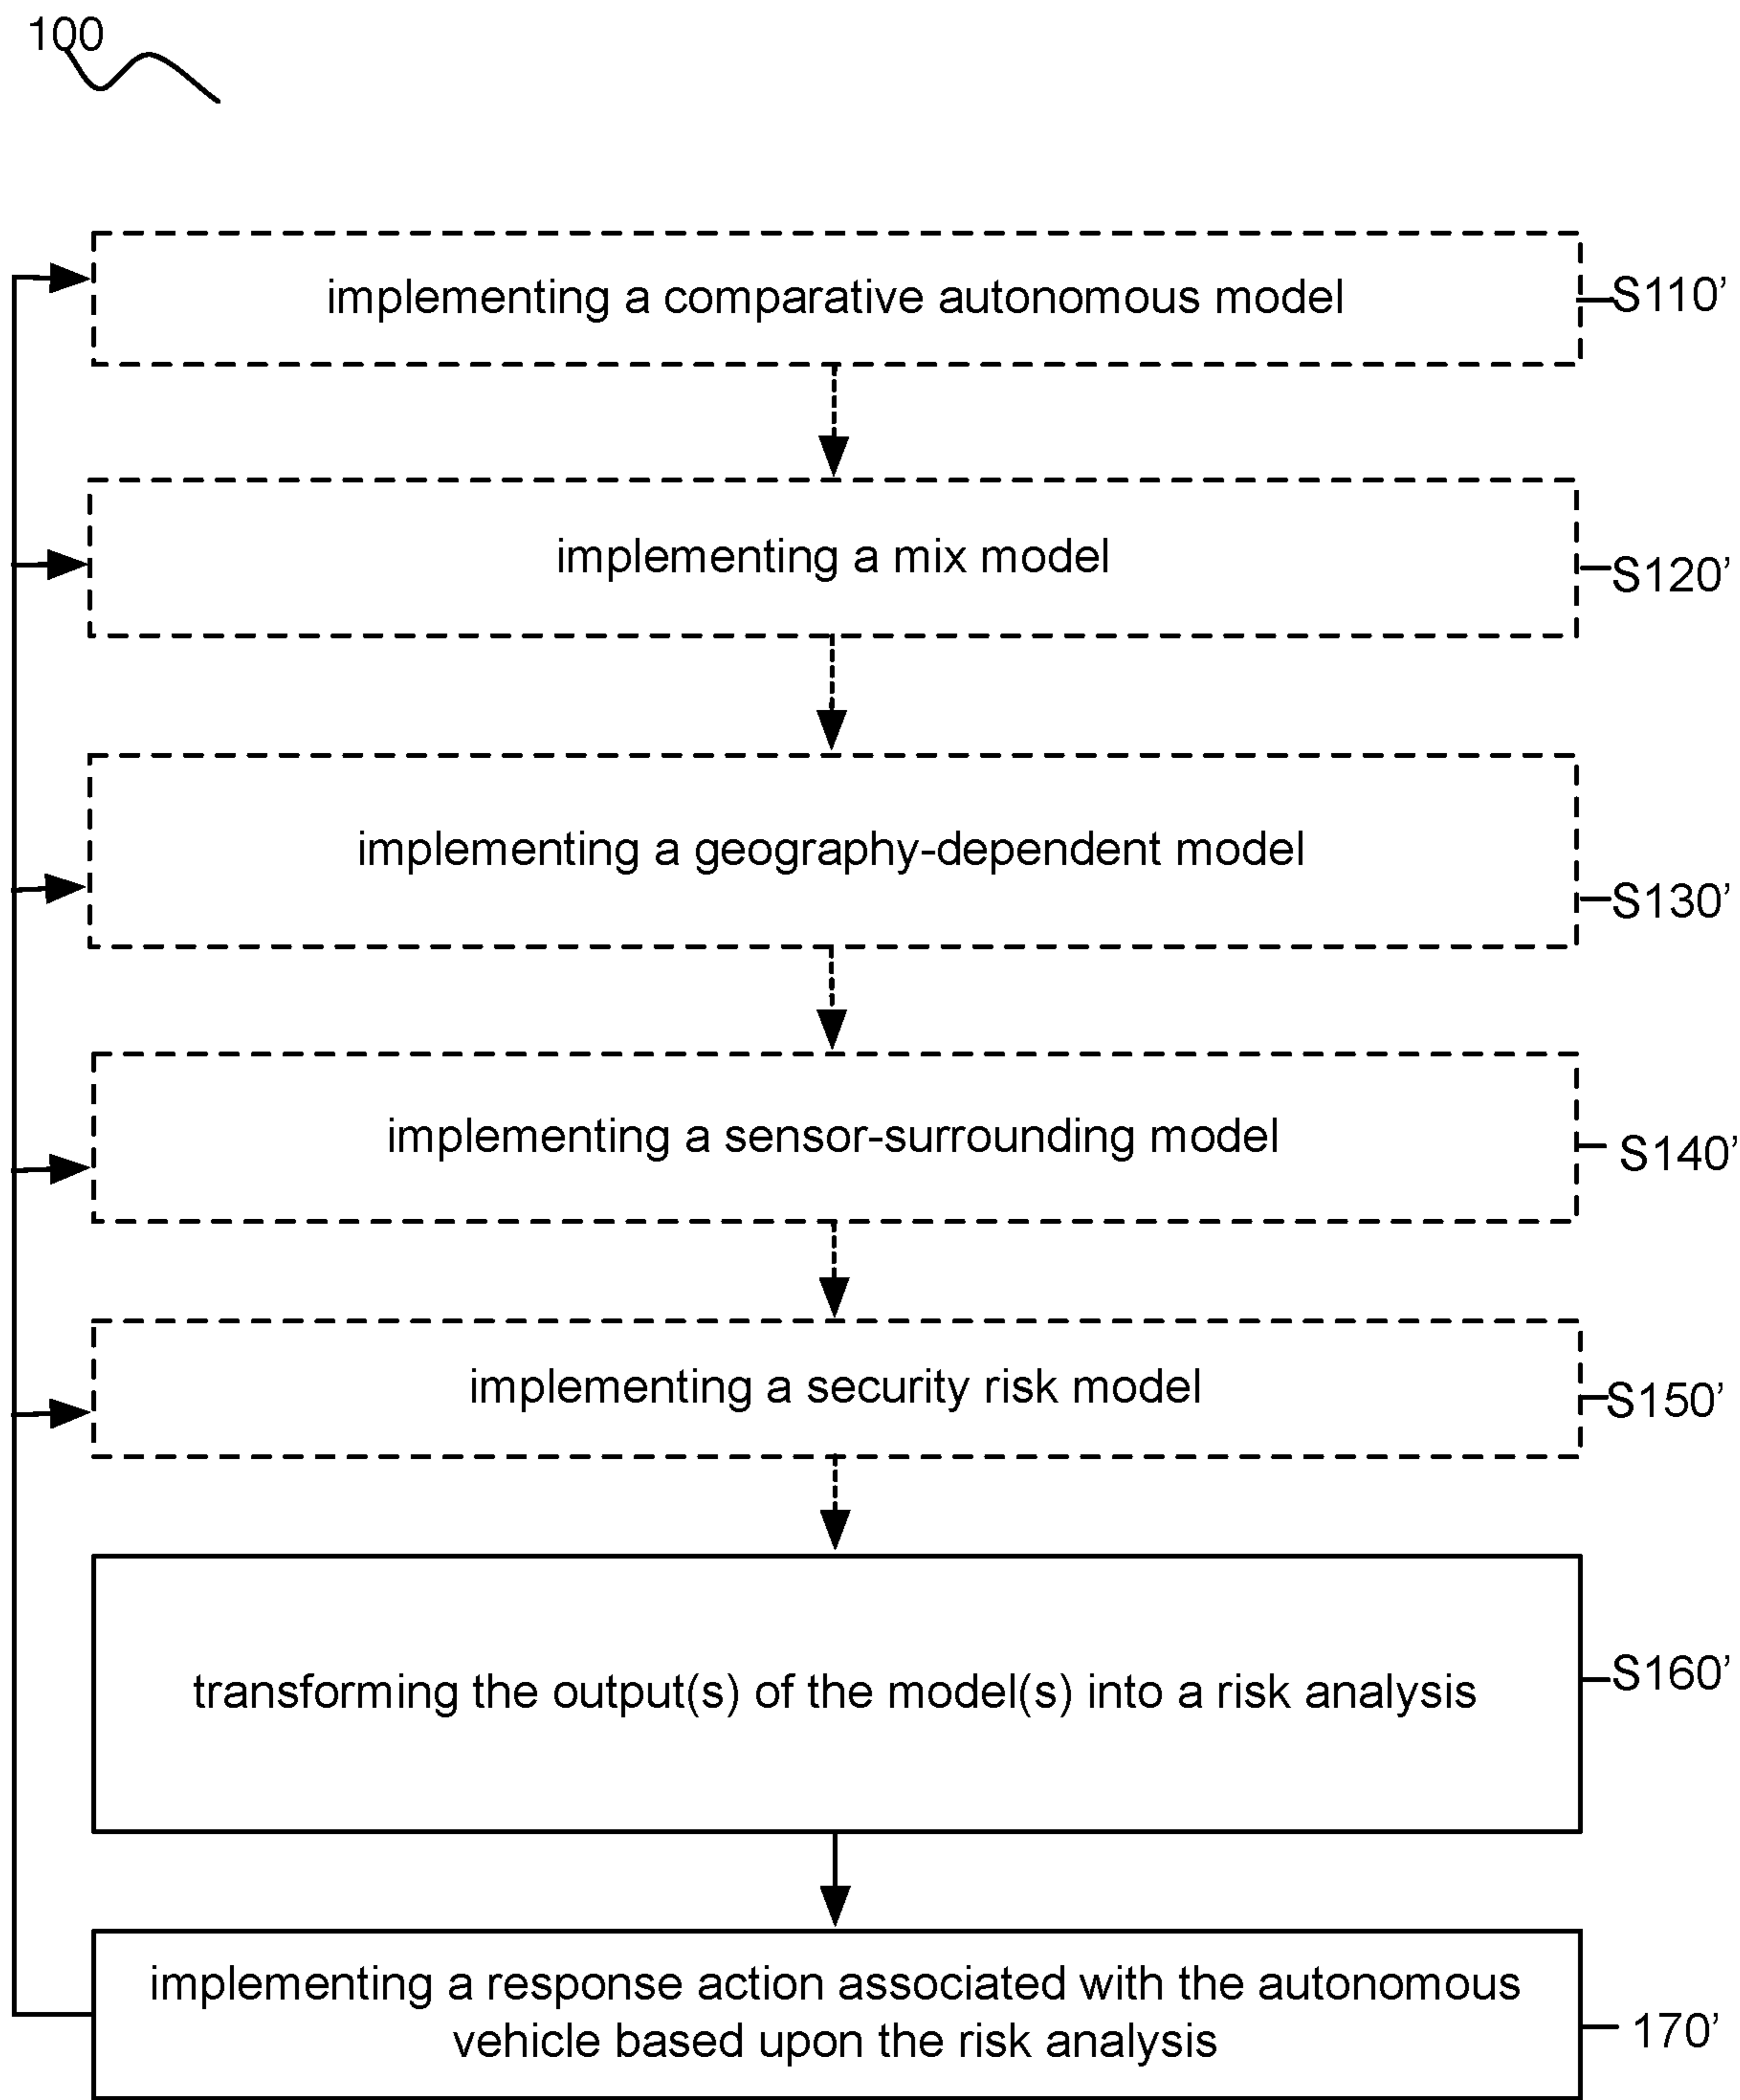 100
implementing a comparative autonomous model
S110’
implementing a mix model
S120’
implementing a geography-dependent model
S130’
implementing a sensor-surrounding model
S140’
implementing a security risk model
S150’
transforming the output(s) of the model(s) into a risk analysis
S160’
implementing a response action associated with the autonomous
vehicle based upon the risk analysis
170’